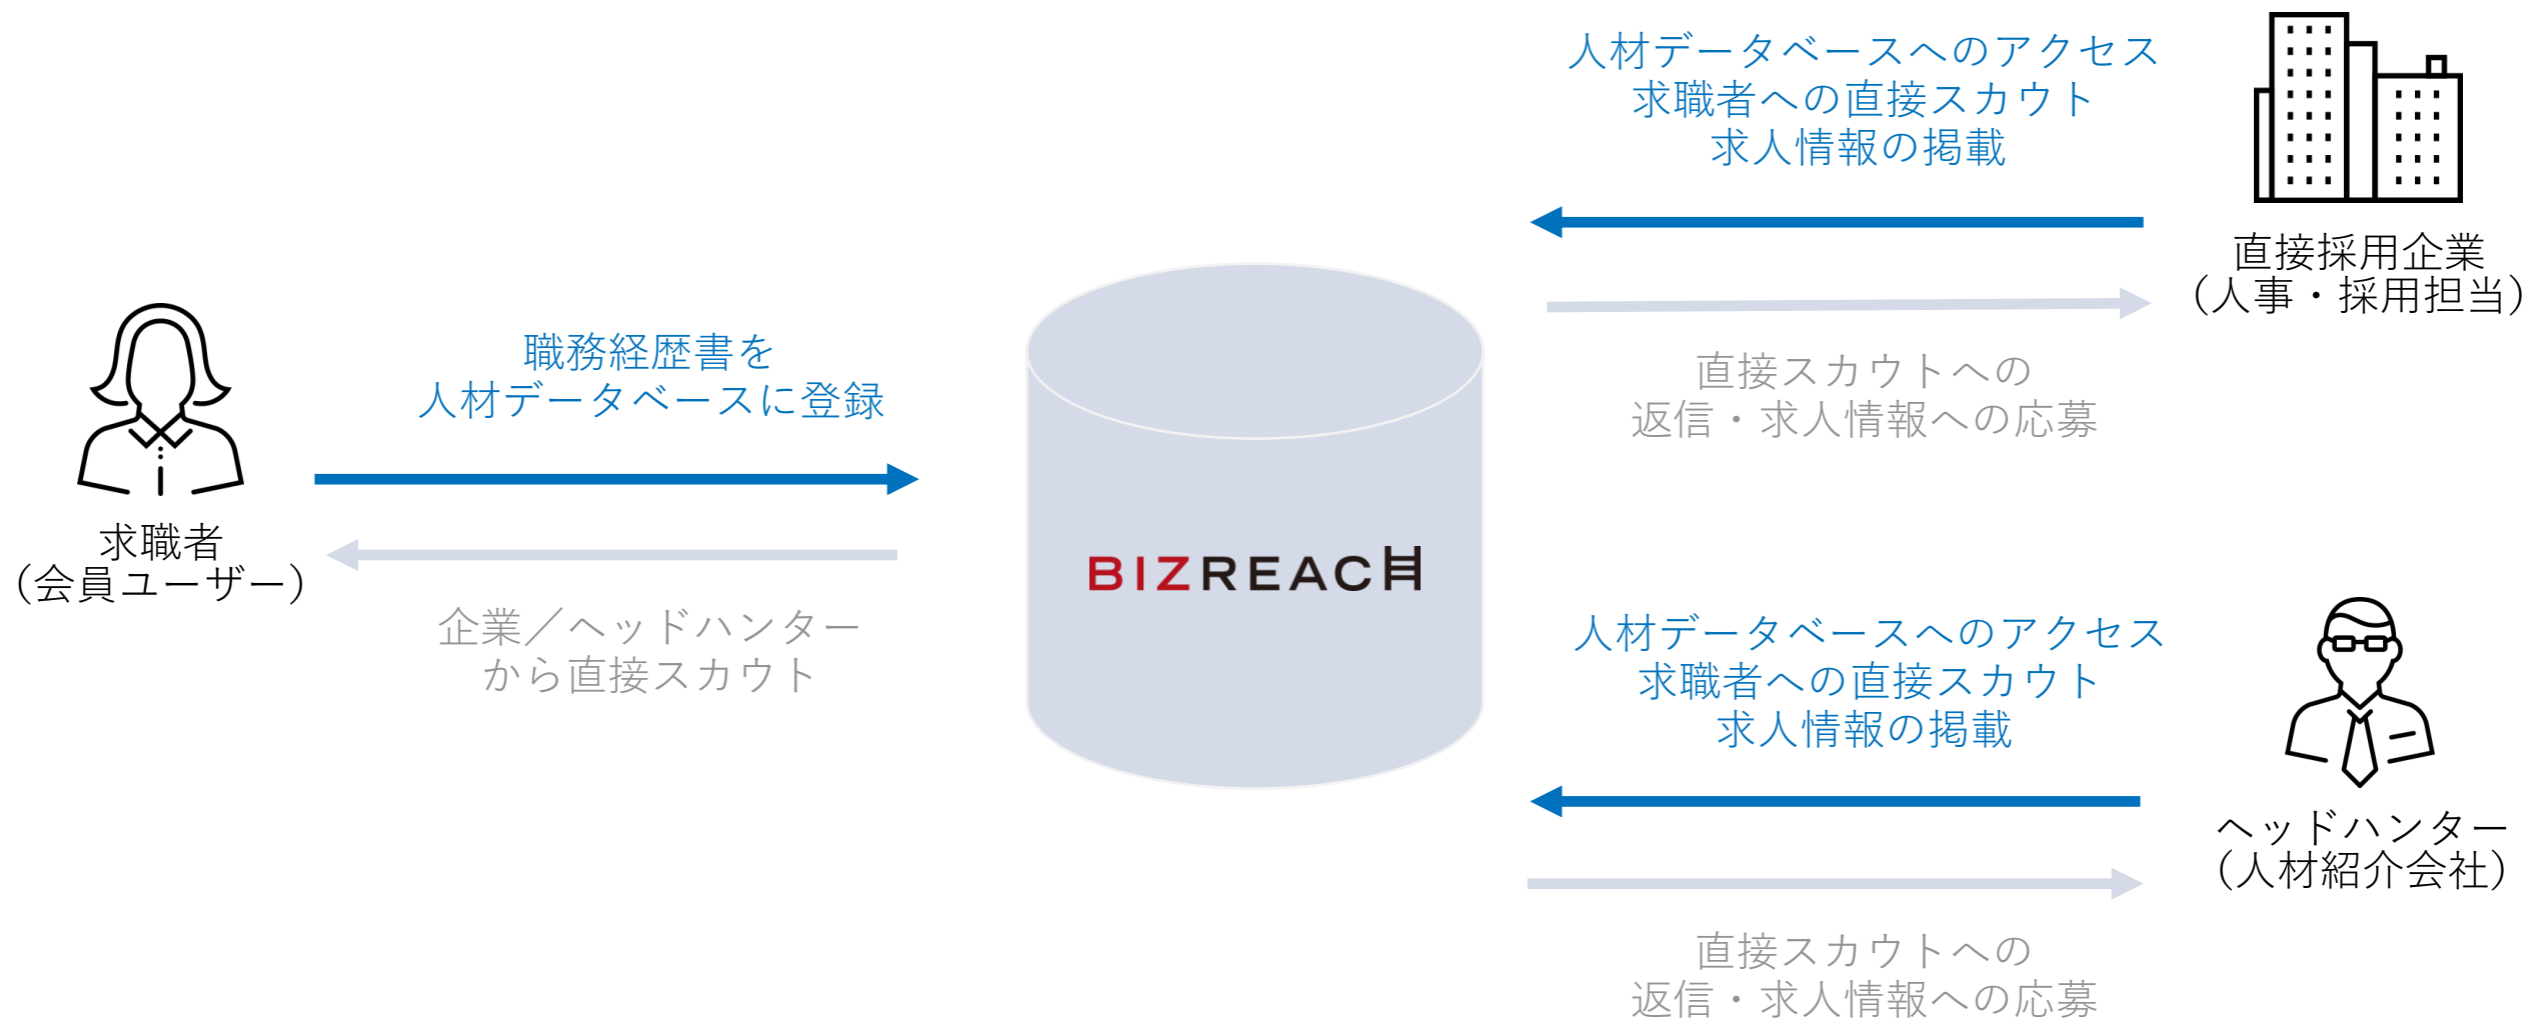 求職者
（会員ユーザー）
職務経歴書を
人材データベースに登録
企業／ヘッドハンター
から直接スカウト
BIZREACH
人材データベースへのアクセス
求職者への直接スカウト
求人情報の掲載
直接スカウトへの
返信・求人情報への応募
直接採用企業
（人事・採用担当）
人材データベースへのアクセス
求職者への直接スカウト
求人情報の掲載
直接スカウトへの
返信・求人情報への応募
ヘッドハンター
（人材紹介会社）